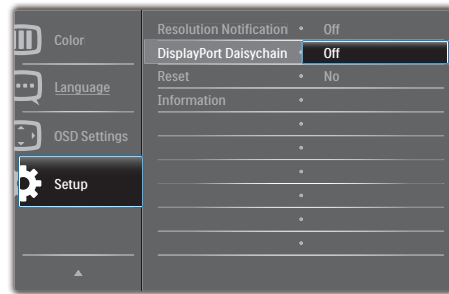 Color
Language
OSD Settings
Setup
Resolution Notification • Off
DisplayPort Daisychain • Off
Reset • No
Information •